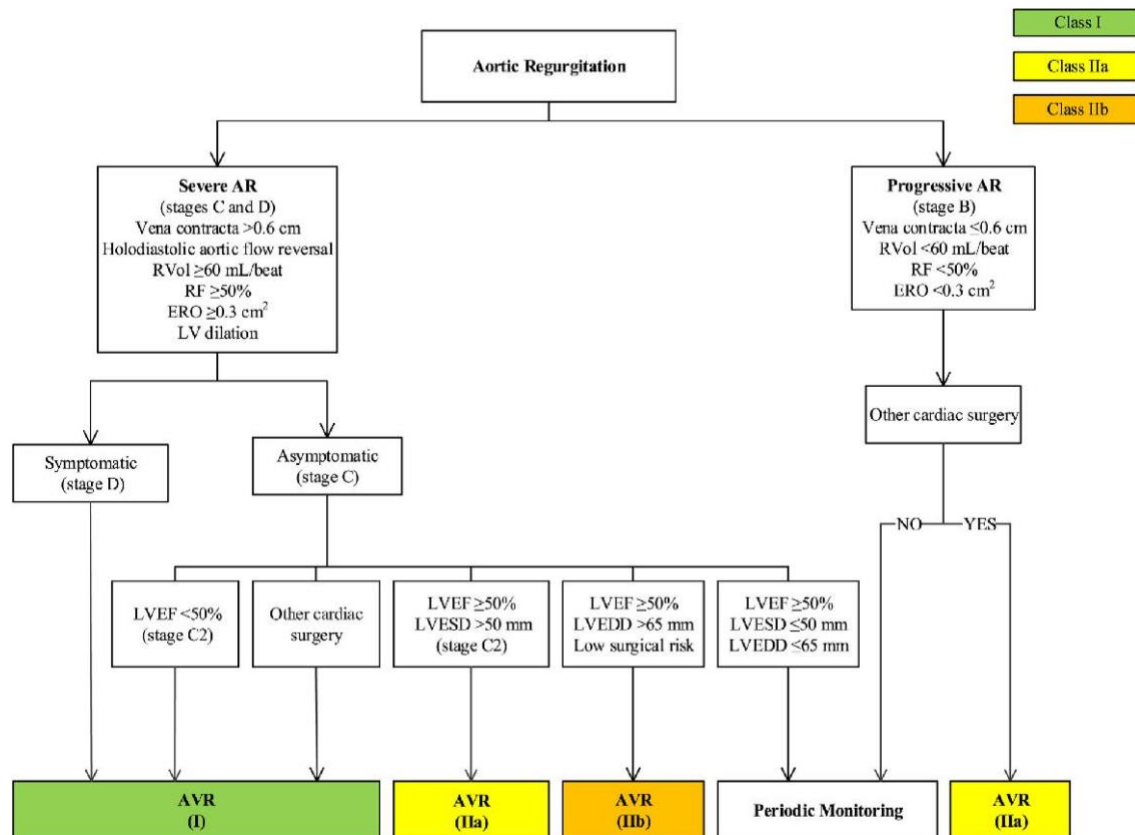 Class I
Class IIa
Class IIb
Aortic Regurgitation
Severe AR
(stages C and D)
Vena contracta >0.6 cm
Holodiastolic aortic flow reversal
RVol ≥60 mL/beat
RF ≥50%
ERO ≥0.3 cm²
LV dilation
Progressive AR
(stage B)
Vena contracta ≤0.6 cm
RVol <60 mL/beat
RF <50%
ERO <0.3 cm²
Symptomatic
(stage D)
Asymptomatic
(stage C)
Other cardiac surgery
NO
YES
LVEF <50%
(stage C2)
Other cardiac
surgery
LVEF ≥50%
LVESD >50 mm
(stage C2)
LVEF ≥50%
LVEDD >65 mm
Low surgical risk
LVEF ≥50%
LVESD ≤50 mm
LVEDD ≤65 mm
AVR
(I)
AVR
(IIa)
AVR
(IIb)
Periodic Monitoring
AVR
(IIa)